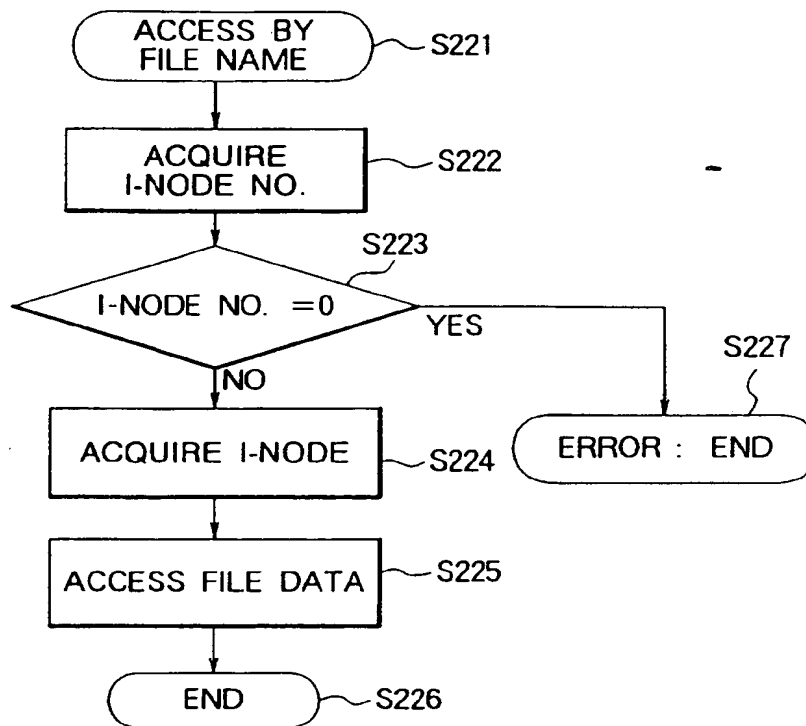 ACCESS BY
FILE NAME
S221
ACQUIRE
I-NODE NO.
S222
S223
I-NODE NO. =0
YES
NO
S227
ACQUIRE I-NODE
S224
ERROR : END
ACCESS FILE DATA
S225
END
S226